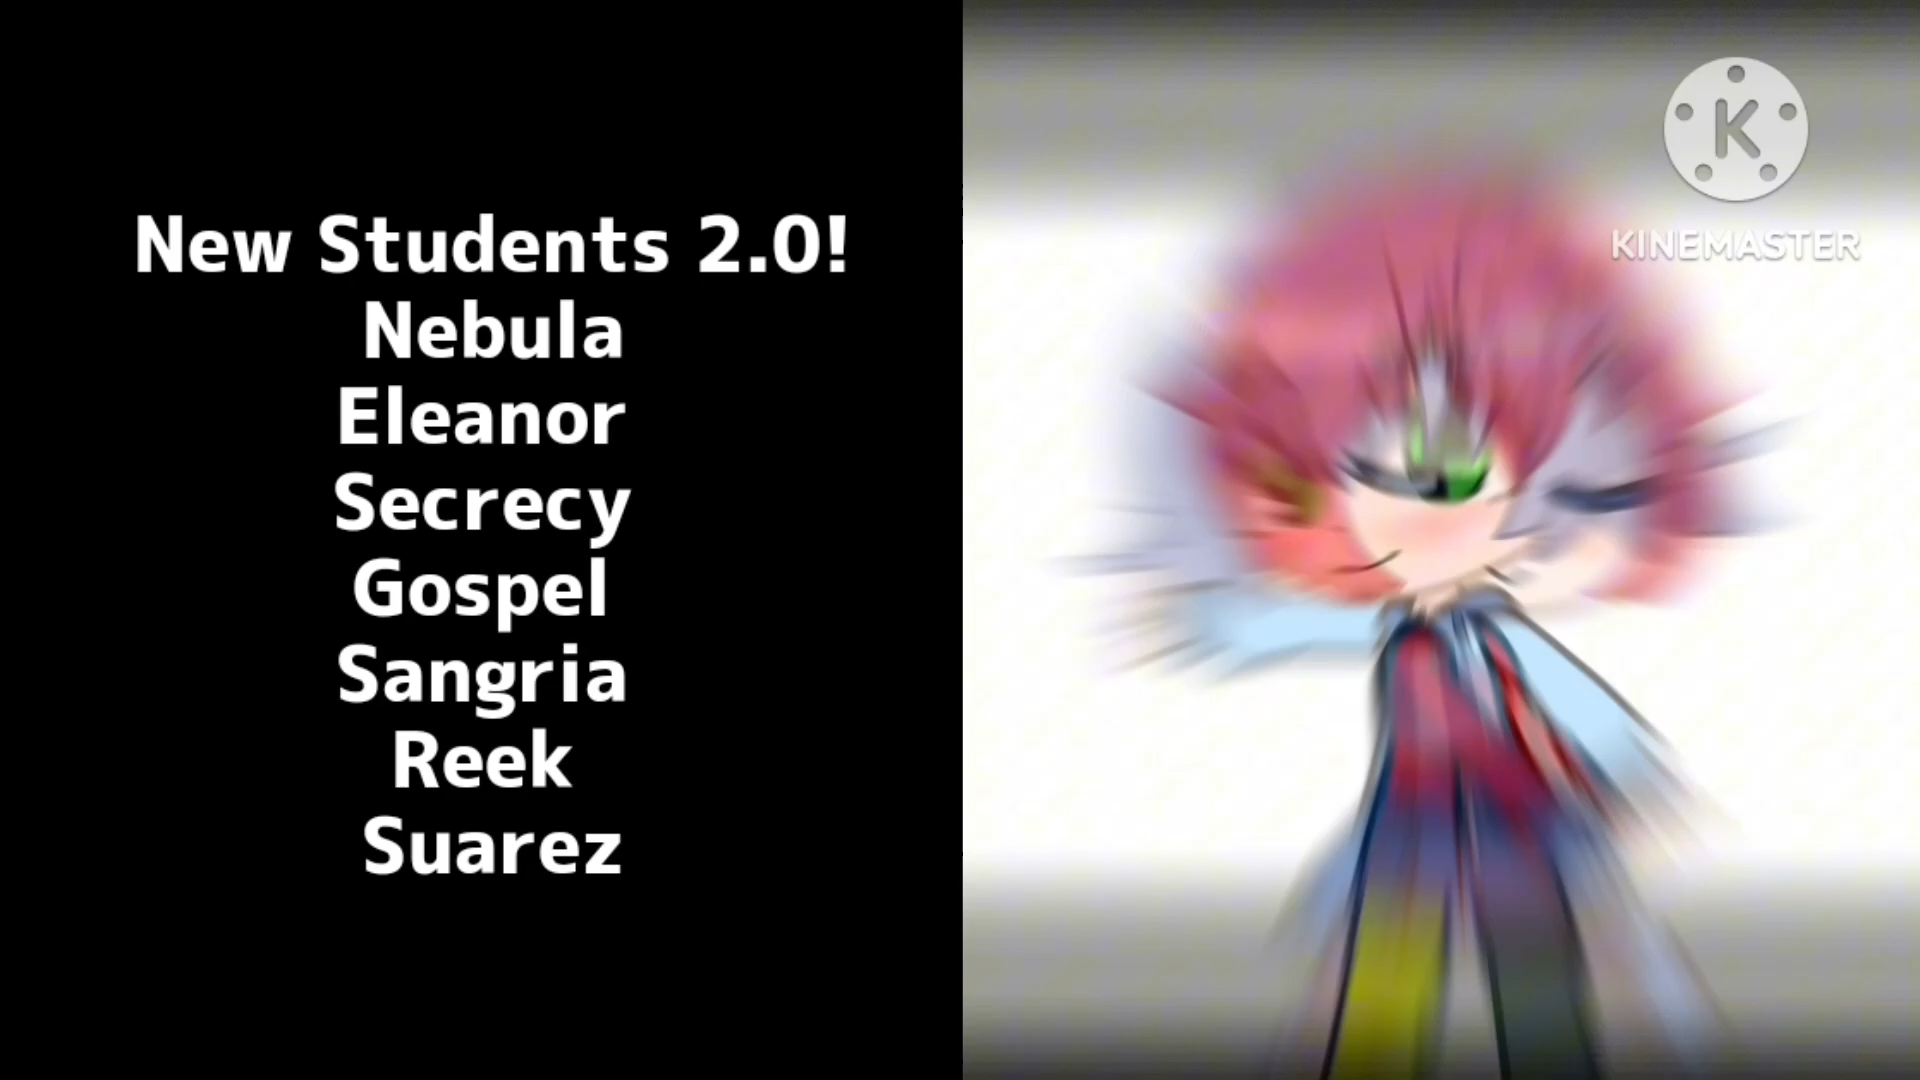 New Students 2.0!
Nebula
Eleanor
Secrecy
Gospel
Sangria
Reek
Suarez
K
KINEMASTER